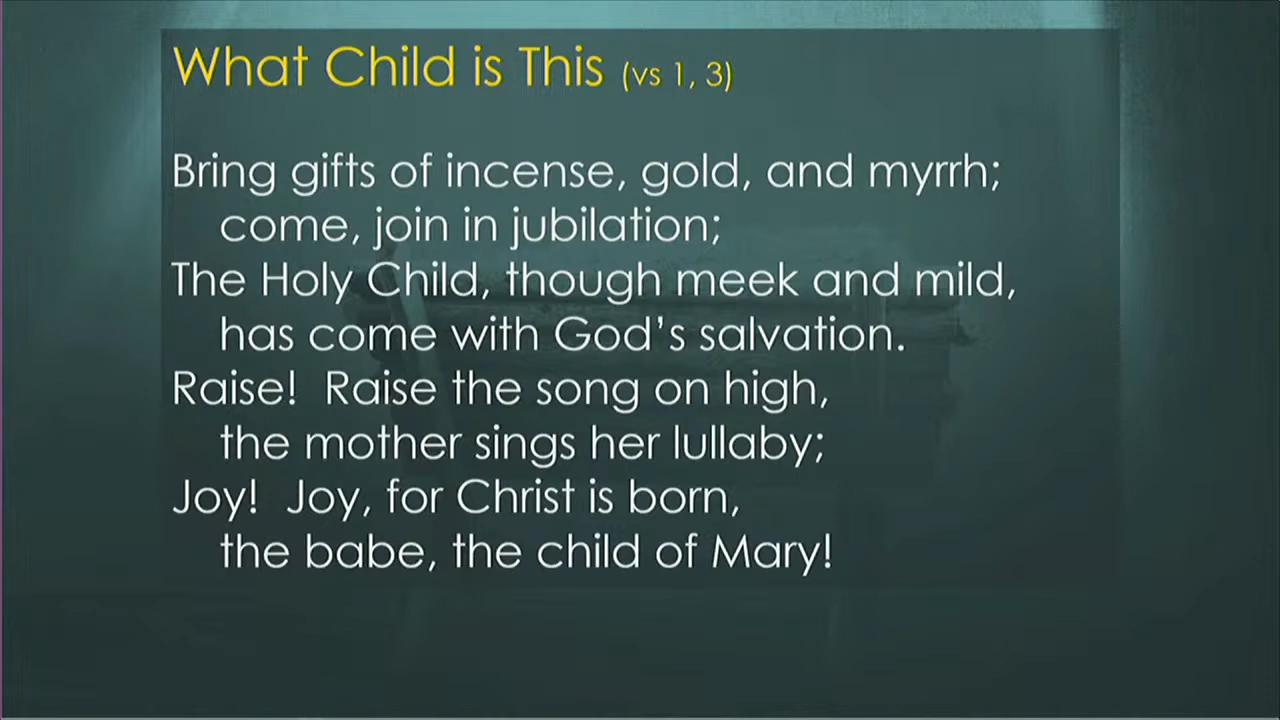 What Child is This (vs 1, 3)
Bring gifts of incense, gold, and myrrh;
come, join in jubilation;
The Holy Child, though meek and mild,
has come with God’s salvation.
Raise!  Raise the song on high,
the mother sings her lullaby;
Joy!  Joy, for Christ is born,
the babe, the child of Mary!